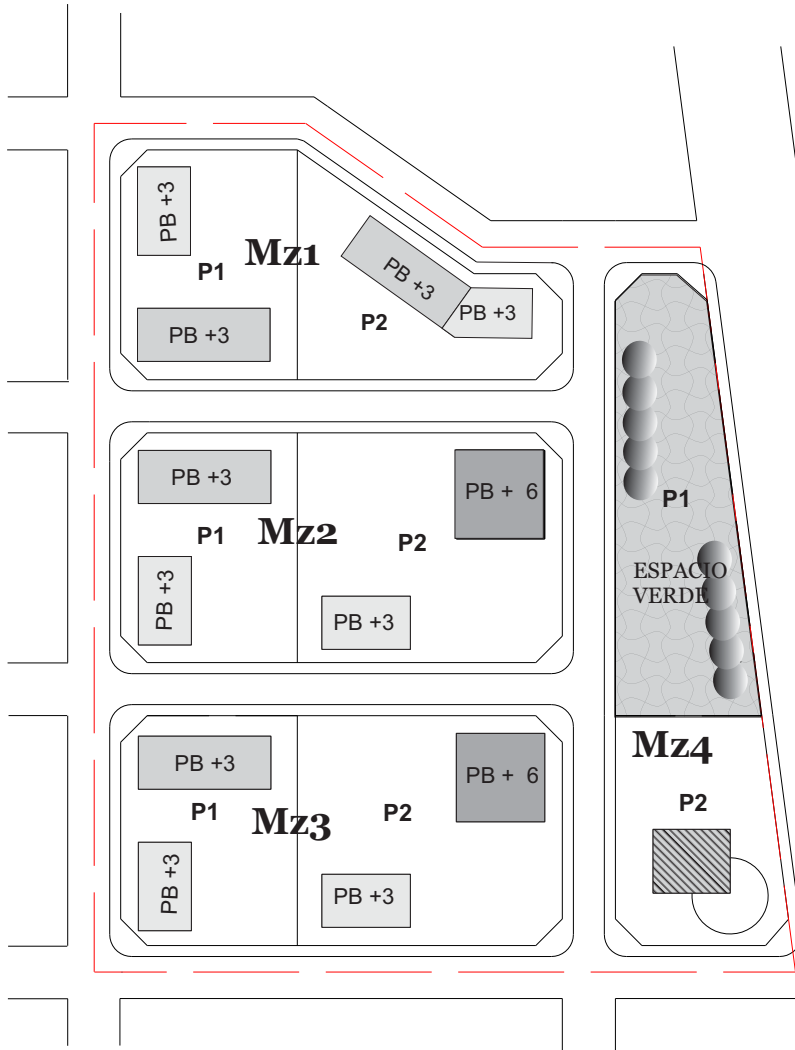 PB +3
Mz1
P1
PB +3
PB +3
P2
PB +3
PB +3
PB + 6
P1
Mz2
P2
PB +3
PB +3
P1
ESPACIO
VERDE
PB +3
PB + 6
Mz4
P1
Mz3
P2
P2
PB +3
PB +3